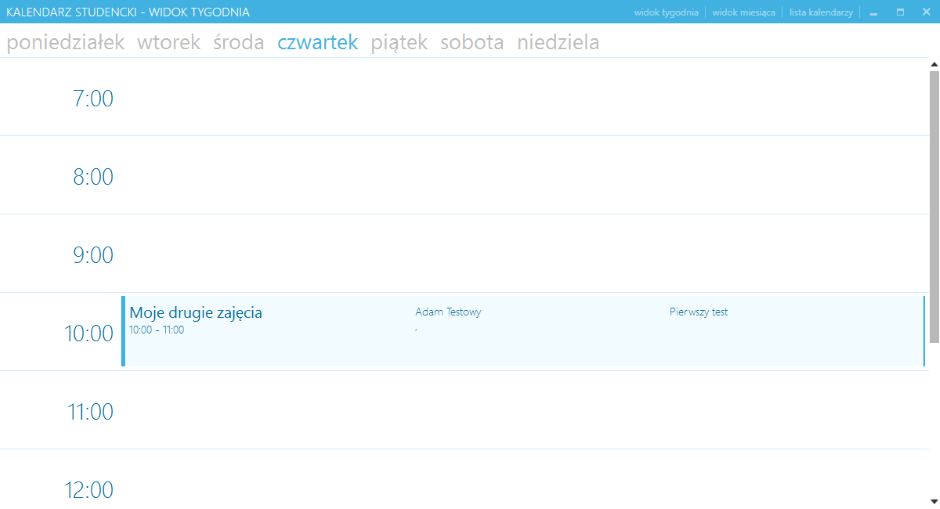 KALENDARZ STUDENCKI - WIDOK TYGODNIA
widok tygodnia
widok miesiąca
lista kalendarzy
poniedziałek wtorek środa czwartek piątek sobota niedziela
7:00
8:00
9:00
10:00
Moje drugie zajęcia
10:00 - 11:00
Adam Testowy
,
Pierwszy test
11:00
12:00